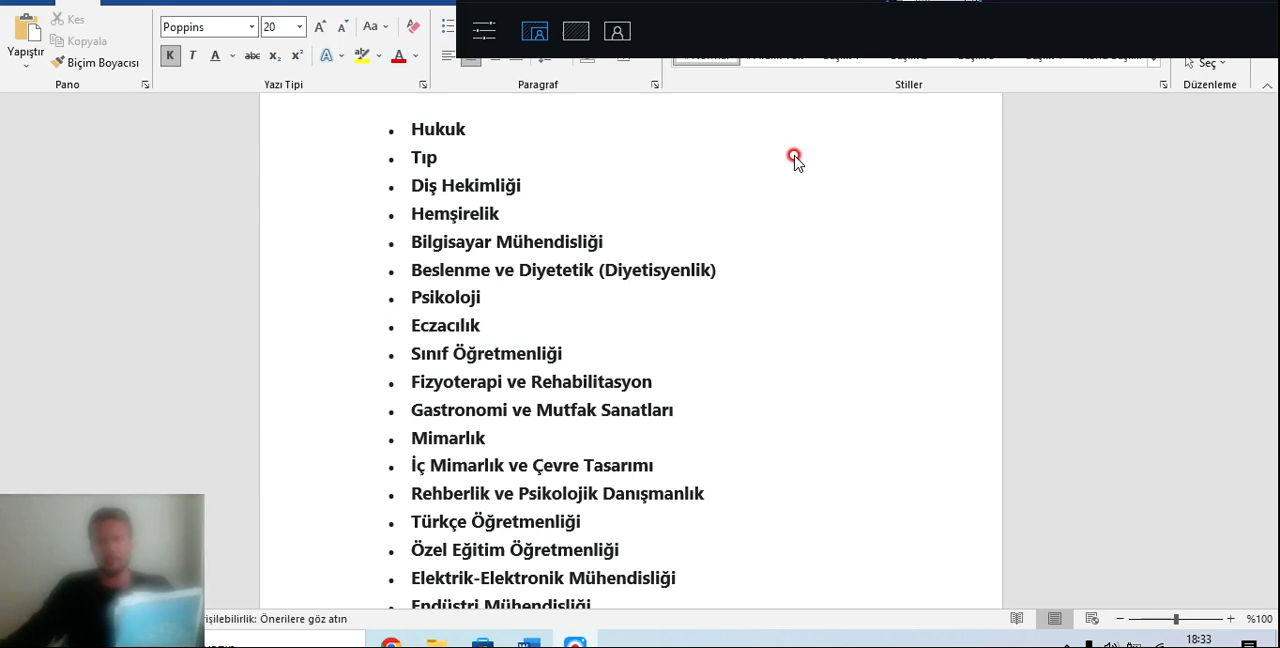 Yapıştır
Kes
Kopyala
Biçim Boyacısı
Pano
Poppins
20
Aa
K T A abc x₂ x² A A
Yazı Tipi
Paragraf
Stiller
Seç
Düzenleme
• Hukuk
• Tıp
• Diş Hekimliği
• Hemşirelik
• Bilgisayar Mühendisliği
• Beslenme ve Diyetetik (Diyetisyenlik)
• Psikoloji
• Eczacılık
• Sınıf Öğretmenliği
• Fizyoterapi ve Rehabilitasyon
• Gastronomi ve Mutfak Sanatları
• Mimarlık
• İç Mimarlık ve Çevre Tasarımı
• Rehberlik ve Psikolojik Danışmanlık
• Türkçe Öğretmenliği
• Özel Eğitim Öğretmenliği
• Elektrik-Elektronik Mühendisliği
• Endüstri Mühendisliği
rişilebilirlik: Önerilere göz atın
%100
18:33